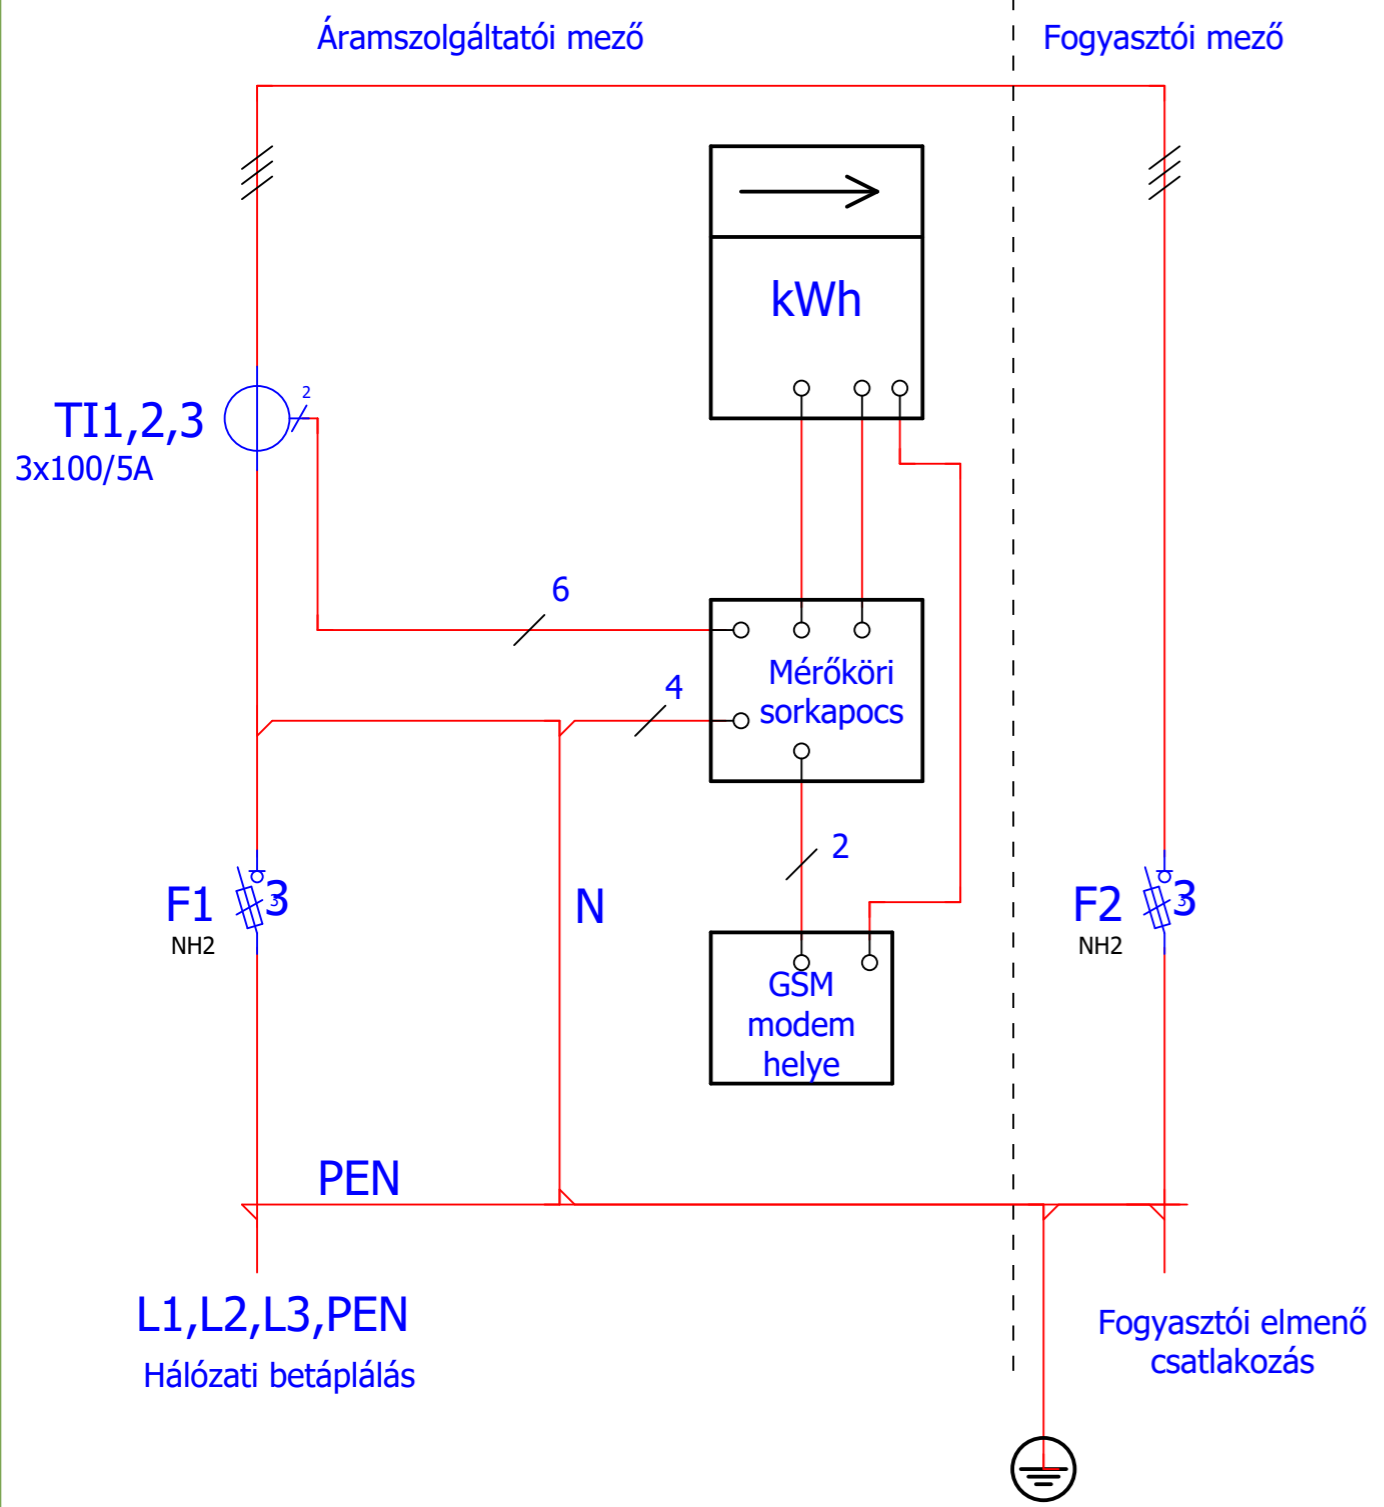 Áramszolgáltatói mező
Fogyasztói mező
kWh
2
TI1,2,3
3x100/5A
6
Mérőköri
sorkapocs
4
2
F1
3
3
NH2
N
F2
3
3
NH2
GSM
modem
helye
PEN
L1,L2,L3,PEN
Hálózati betáplálás
Fogyasztói elmenő
csatlakozás